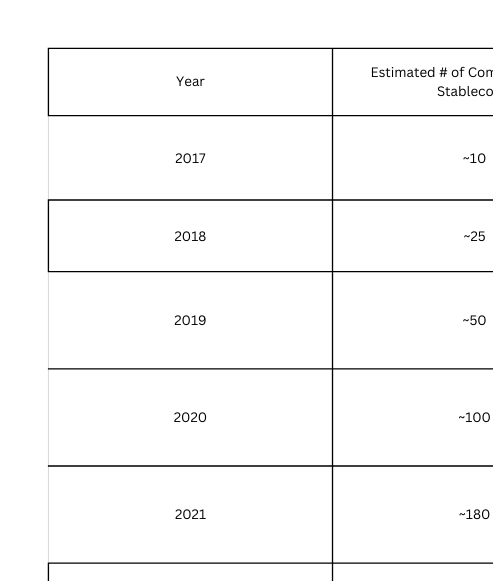 Year
Estimated # of Com
Stableco
2017 ~10
2018 ~25
2019 ~50
2020 ~100
2021 ~180